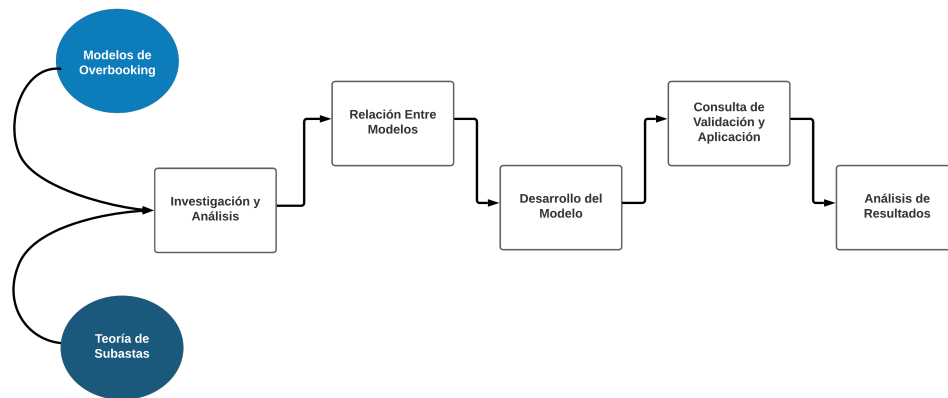 Modelos de
Overbooking
Relación Entre
Modelos
Consulta de
Validación y
Aplicación
Investigación y
Análisis
Desarrollo del
Modelo
Análisis de
Resultados
Teoría de
Subastas